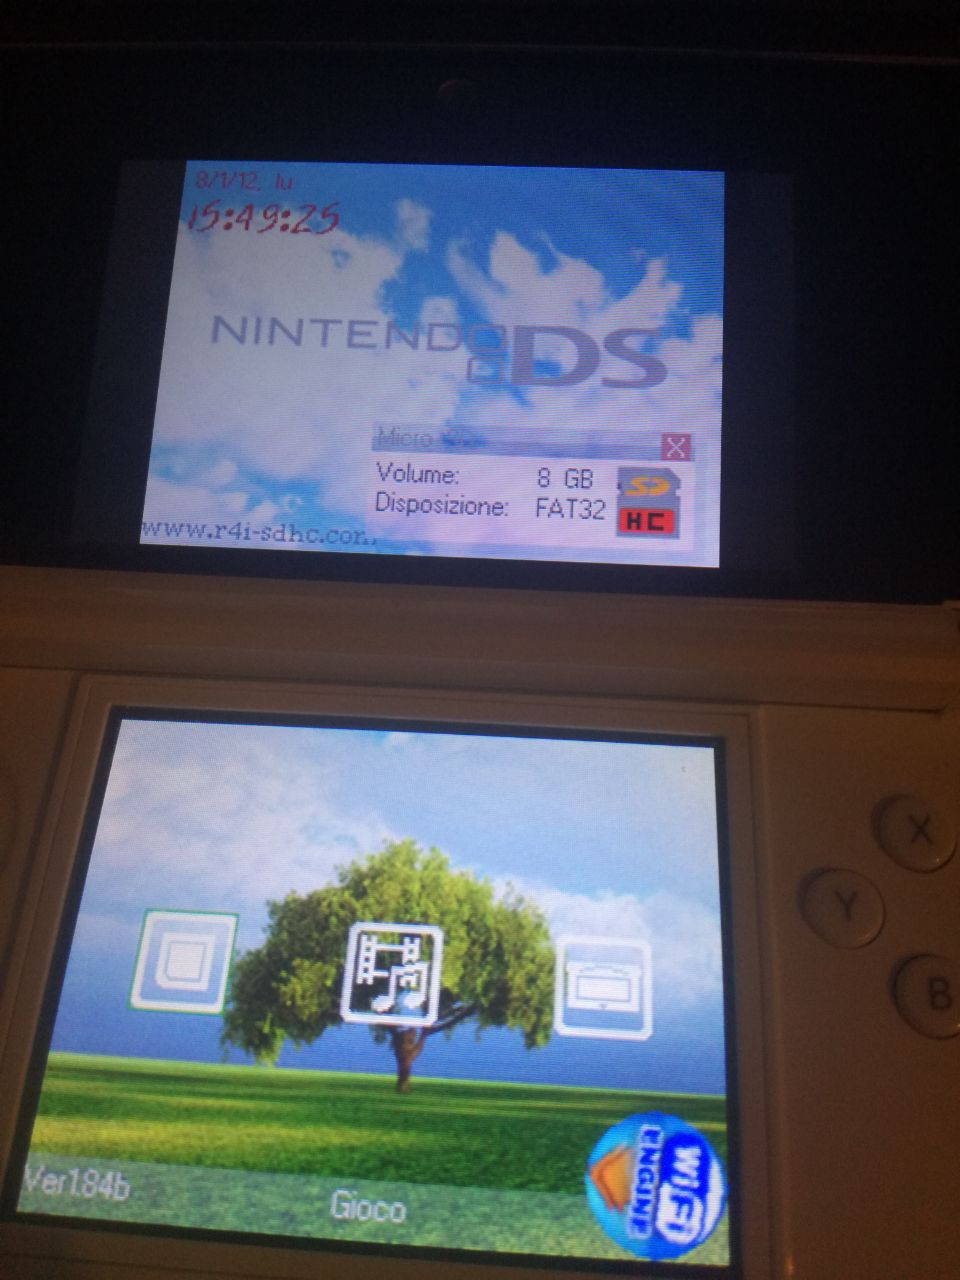 8/1/12, lu
15:49:25
NINTENDO DS
Micro
Volume: 8 GB
Disposizione: FAT32
SD
HC
www.r4i-sdhc.com
X
Y
B
WiFi
ENGINE
Ver1.84b
Gioco